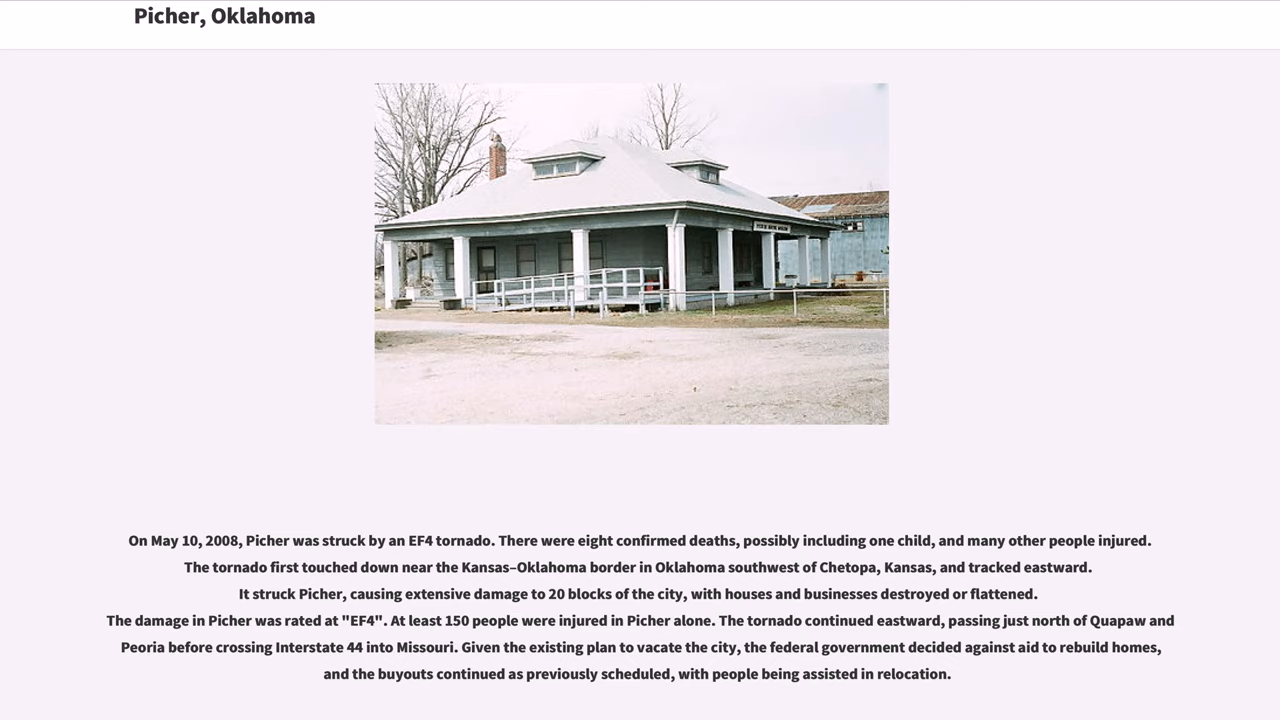 Picher, Oklahoma
On May 10, 2008, Picher was struck by an EF4 tornado. There were eight confirmed deaths, possibly including one child, and many other people injured.
The tornado first touched down near the Kansas–Oklahoma border in Oklahoma southwest of Chetopa, Kansas, and tracked eastward.
It struck Picher, causing extensive damage to 20 blocks of the city, with houses and businesses destroyed or flattened.
The damage in Picher was rated at "EF4". At least 150 people were injured in Picher alone. The tornado continued eastward, passing just north of Quapaw and
Peoria before crossing Interstate 44 into Missouri. Given the existing plan to vacate the city, the federal government decided against aid to rebuild homes,
and the buyouts continued as previously scheduled, with people being assisted in relocation.